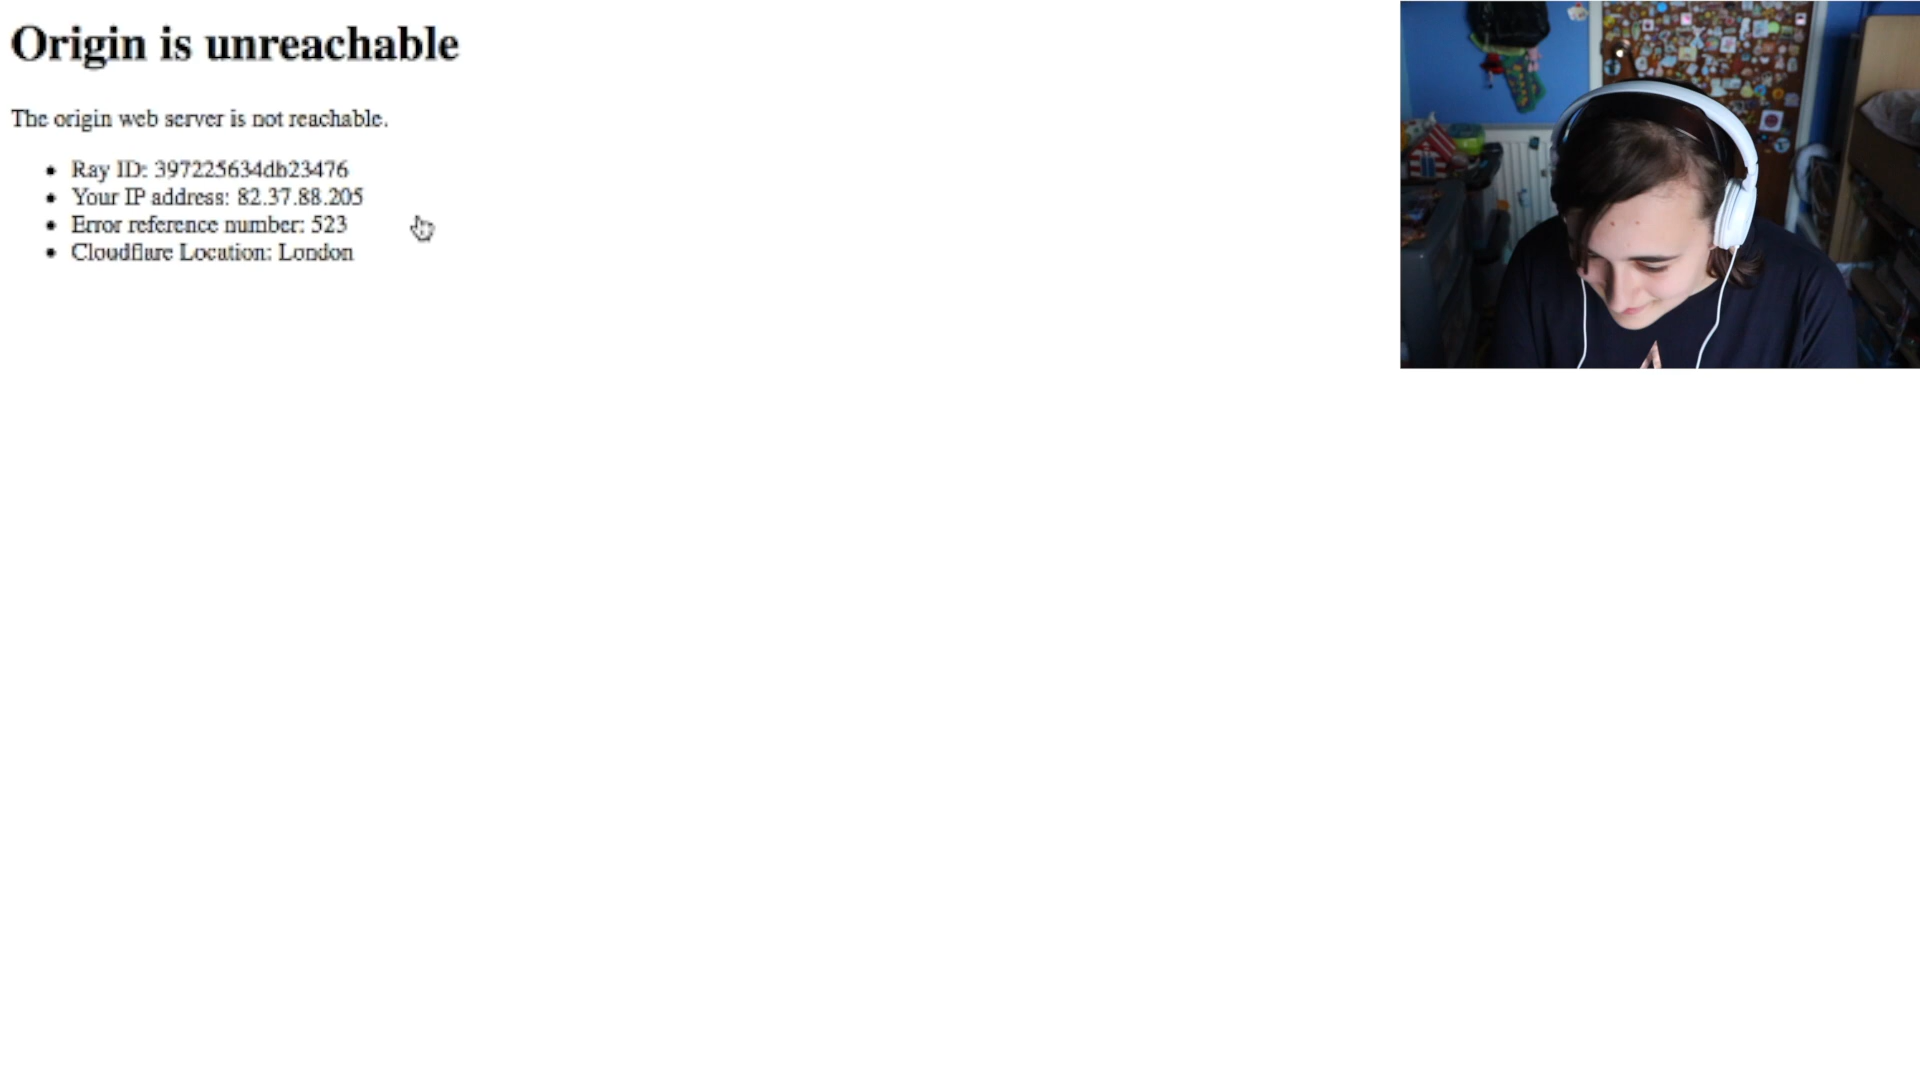 Origin is unreachable
The origin web server is not reachable.
Ray ID: 397225634db23476
Your IP address: 82.37.88.205
Error reference number: 523
Cloudflare Location: London